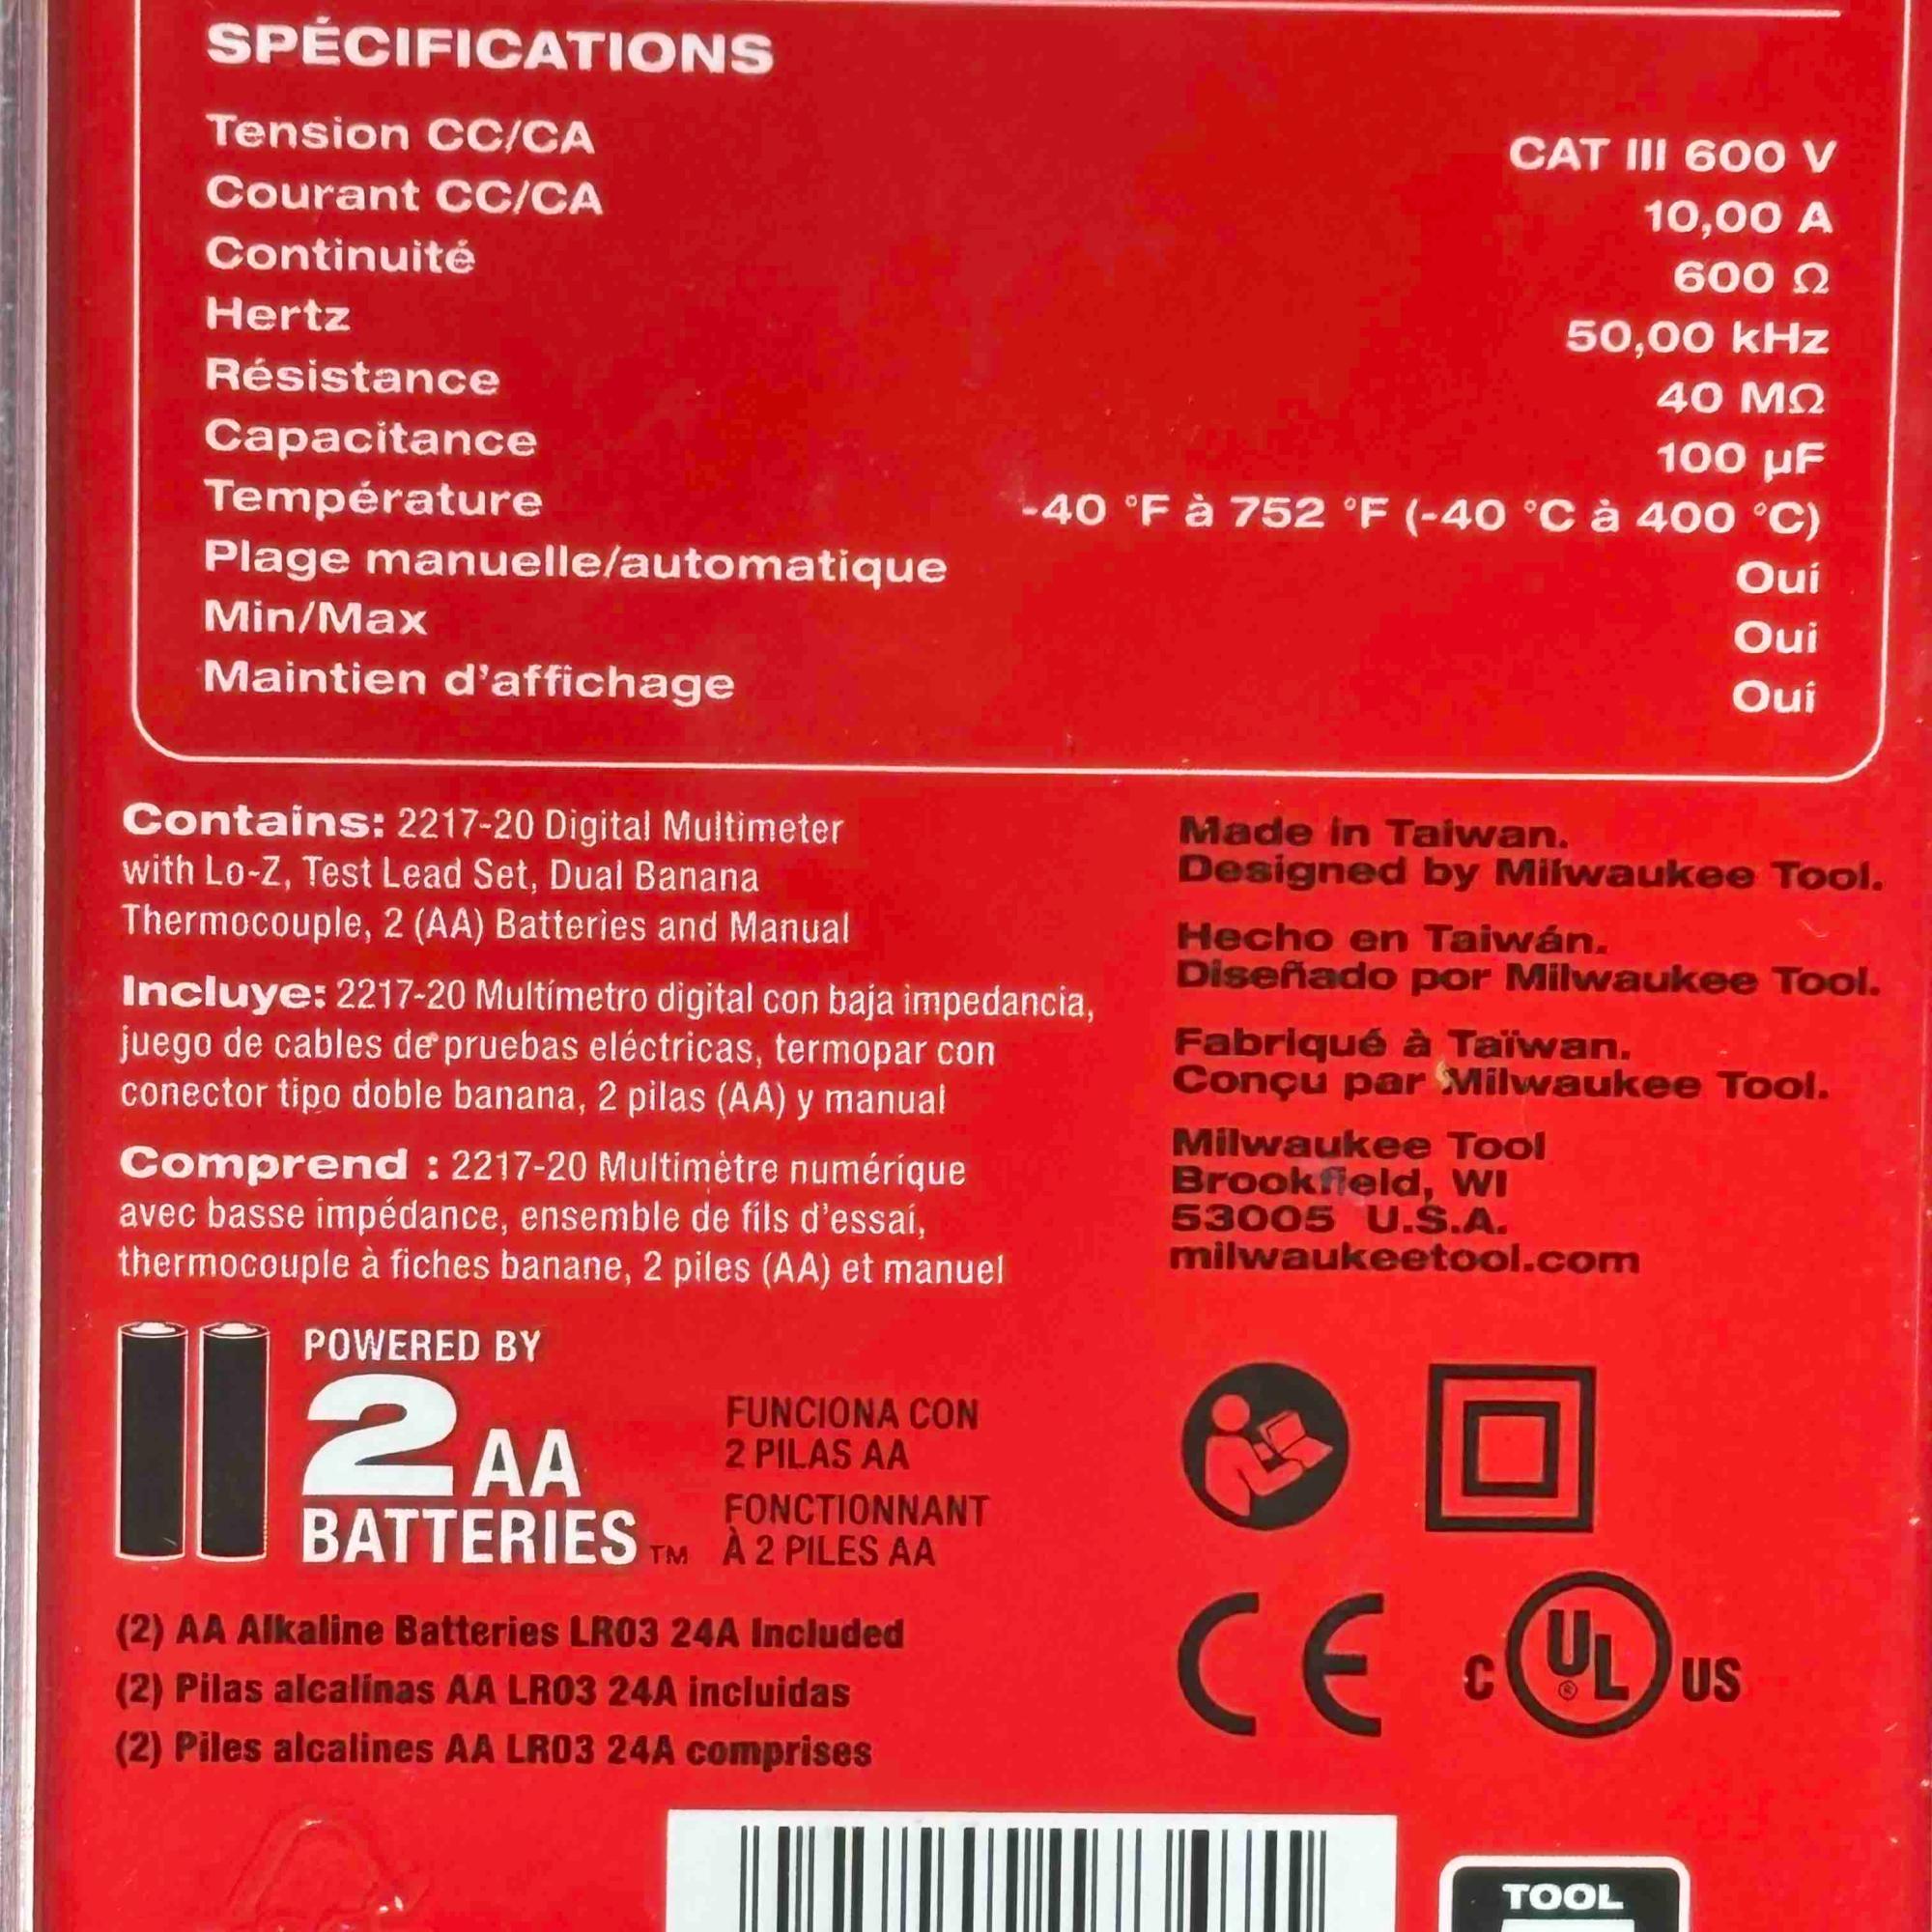 SPÉCIFICATIONS
Tension CC/CA CAT III 600 V
Courant CC/CA 10,00 A
Continuité 600 Ω
Hertz 50,00 kHz
Résistance 40 MΩ
Capacitance 100 µF
Température -40 °F à 752 °F (-40 °C à 400 °C)
Plage manuelle/automatique Oui
Min/Max Oui
Maintien d'affichage Oui
Contains: 2217-20 Digital Multimeter
with Lo-Z, Test Lead Set, Dual Banana
Thermocouple, 2 (AA) Batteries and Manual
Incluye: 2217-20 Multímetro digital con baja impedancia,
juego de cables de pruebas eléctricas, termopar con
conector tipo doble banana, 2 pilas (AA) y manual
Comprend : 2217-20 Multimètre numérique
avec basse impédance, ensemble de fils d'essai,
thermocouple à fiches banane, 2 piles (AA) et manuel
Made in Taiwan.
Designed by Milwaukee Tool.
Hecho en Taiwán.
Diseñado por Milwaukee Tool.
Fabriqué à Taïwan.
Conçu par Milwaukee Tool.
Milwaukee Tool
Brookfield, WI
53005 U.S.A.
milwaukeetool.com
POWERED BY
2 AA
BATTERIES TM
FUNCIONA CON
2 PILAS AA
FONCTIONNANT
À 2 PILES AA
(2) AA Alkaline Batteries LR03 24A Included
(2) Pilas alcalinas AA LR03 24A incluidas
(2) Piles alcalines AA LR03 24A comprises
CE
C UL ® US
TOOL